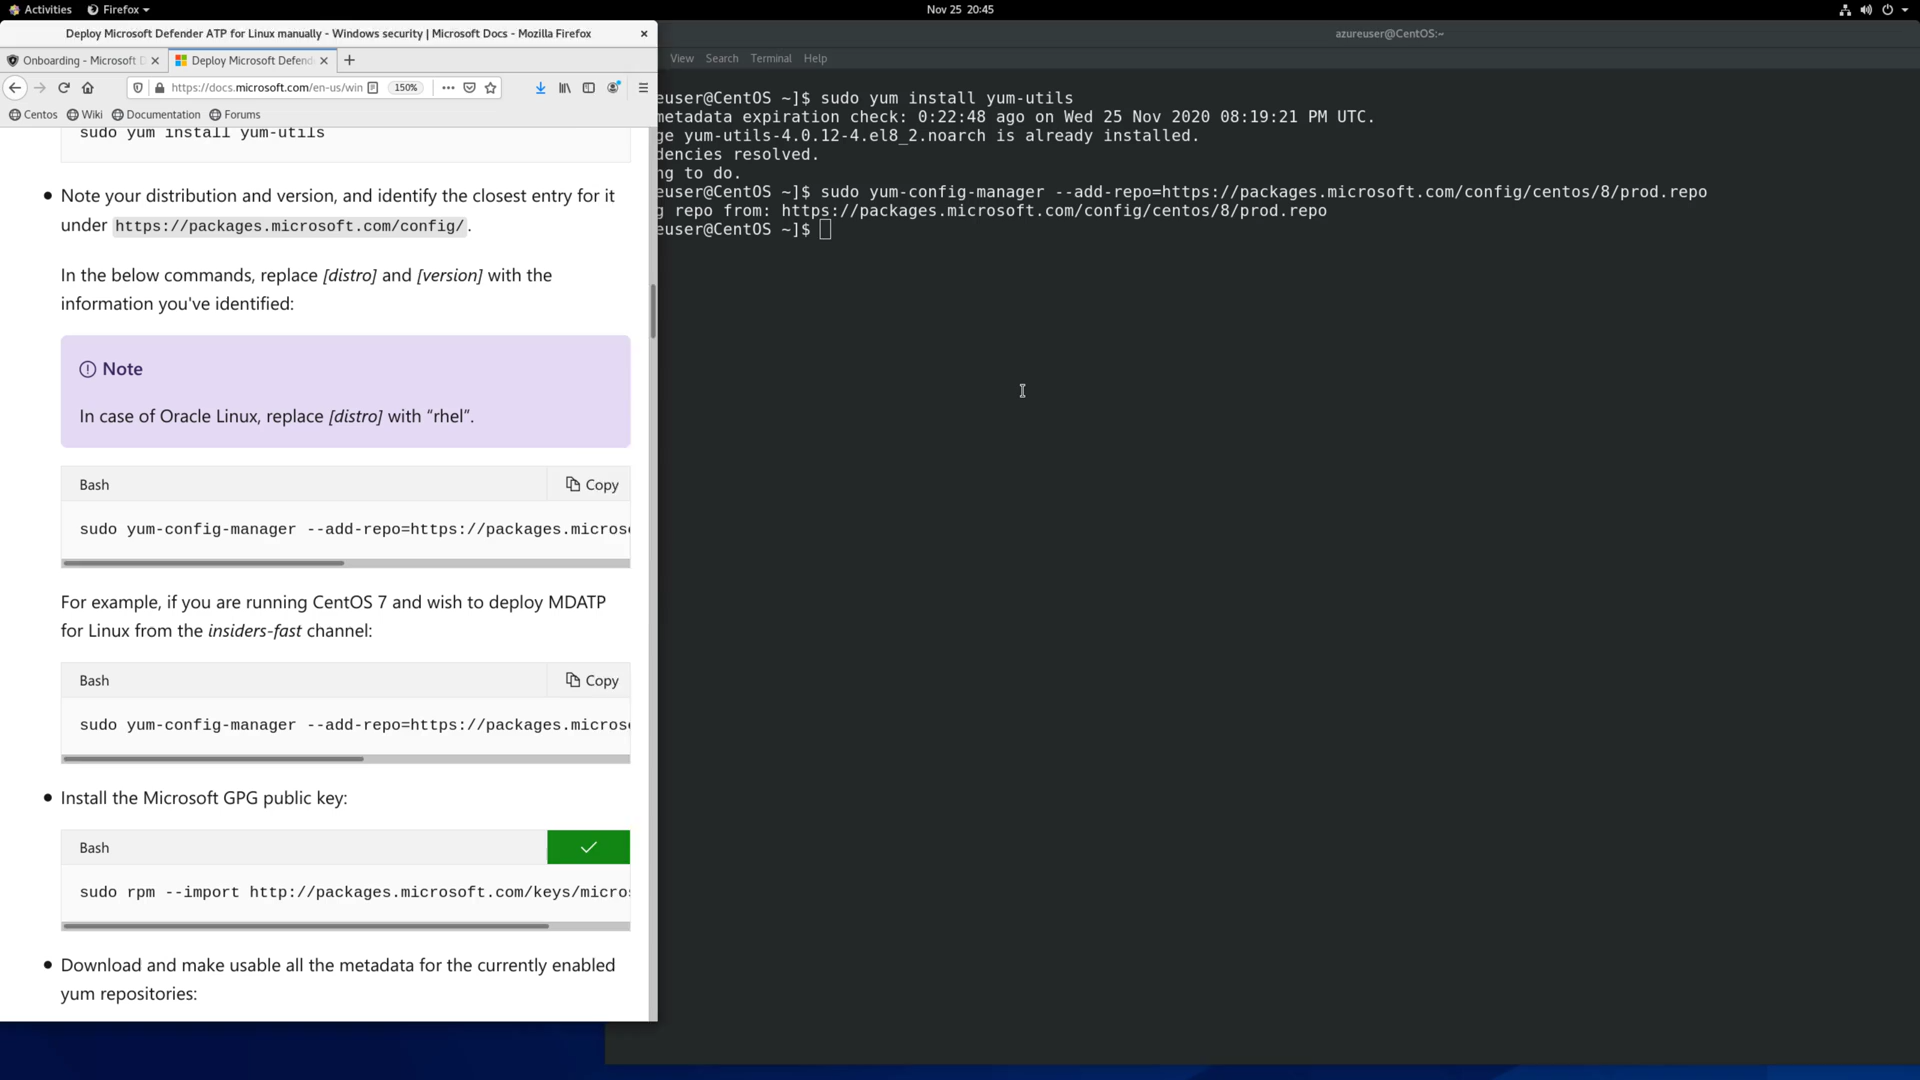 Activities
Firefox
Nov 25 20:45
Deploy Microsoft Defender ATP for Linux manually - Windows security | Microsoft Docs - Mozilla Firefox
Onboarding - Microsoft D
Deploy Microsoft Defend
https://docs.microsoft.com/en-us/win
150%
Centos
Wiki
Documentation
Forums
sudo yum install yum-utils
Note your distribution and version, and identify the closest entry for it
under https://packages.microsoft.com/config/.
In the below commands, replace [distro] and [version] with the
information you've identified:
Note
In case of Oracle Linux, replace [distro] with “rhel”.
Bash
Copy
sudo yum-config-manager --add-repo=https://packages.micros
For example, if you are running CentOS 7 and wish to deploy MDATP
for Linux from the insiders-fast channel:
Bash
Copy
sudo yum-config-manager --add-repo=https://packages.micros
Install the Microsoft GPG public key:
Bash
sudo rpm --import http://packages.microsoft.com/keys/micros
Download and make usable all the metadata for the currently enabled
yum repositories:
azureuser@CentOS:~
View Search Terminal Help
euser@CentOS ~]$ sudo yum install yum-utils
metadata expiration check: 0:22:48 ago on Wed 25 Nov 2020 08:19:21 PM UTC.
ge yum-utils-4.0.12-4.el8_2.noarch is already installed.
dencies resolved.
ng to do.
euser@CentOS ~]$ sudo yum-config-manager --add-repo=https://packages.microsoft.com/config/centos/8/prod.repo
g repo from: https://packages.microsoft.com/config/centos/8/prod.repo
euser@CentOS ~]$